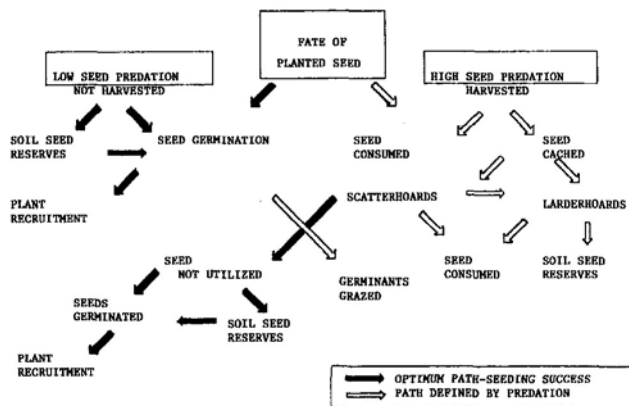 FATE OF
PLANTED SEED
LOW SEED PREDATION
NOT HARVESTED
HIGH SEED PREDATION
HARVESTED
SOIL SEED
RESERVES
SEED GERMINATION
SEED
CONSUMED
SEED
CACHED
PLANT
RECRUITMENT
SCATTERHOARDS
LARDERHOARDS
SEED
NOT UTILIZED
GERMINANTS
GRAZED
SEED
CONSUMED
SOIL SEED
RESERVES
SEEDS
GERMINATED
SOIL SEED
RESERVES
PLANT
RECRUITMENT
OPTIMUM PATH-SEEDING SUCCESS
PATH DEFINED BY PREDATION